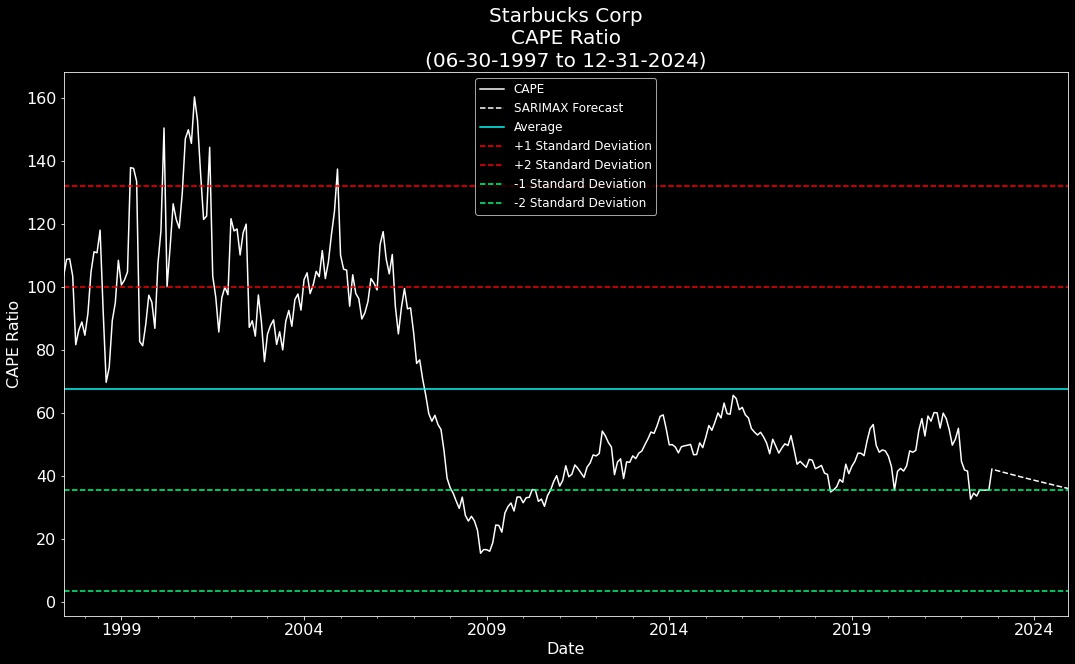 Starbucks Corp
CAPE Ratio
(06-30-1997 to 12-31-2024)
CAPE
SARIMAX Forecast
Average
+1 Standard Deviation
+2 Standard Deviation
-1 Standard Deviation
-2 Standard Deviation
CAPE Ratio
160
140
120
100
80
60
40
20
0
1999 2004 2009 2014 2019 2024
Date